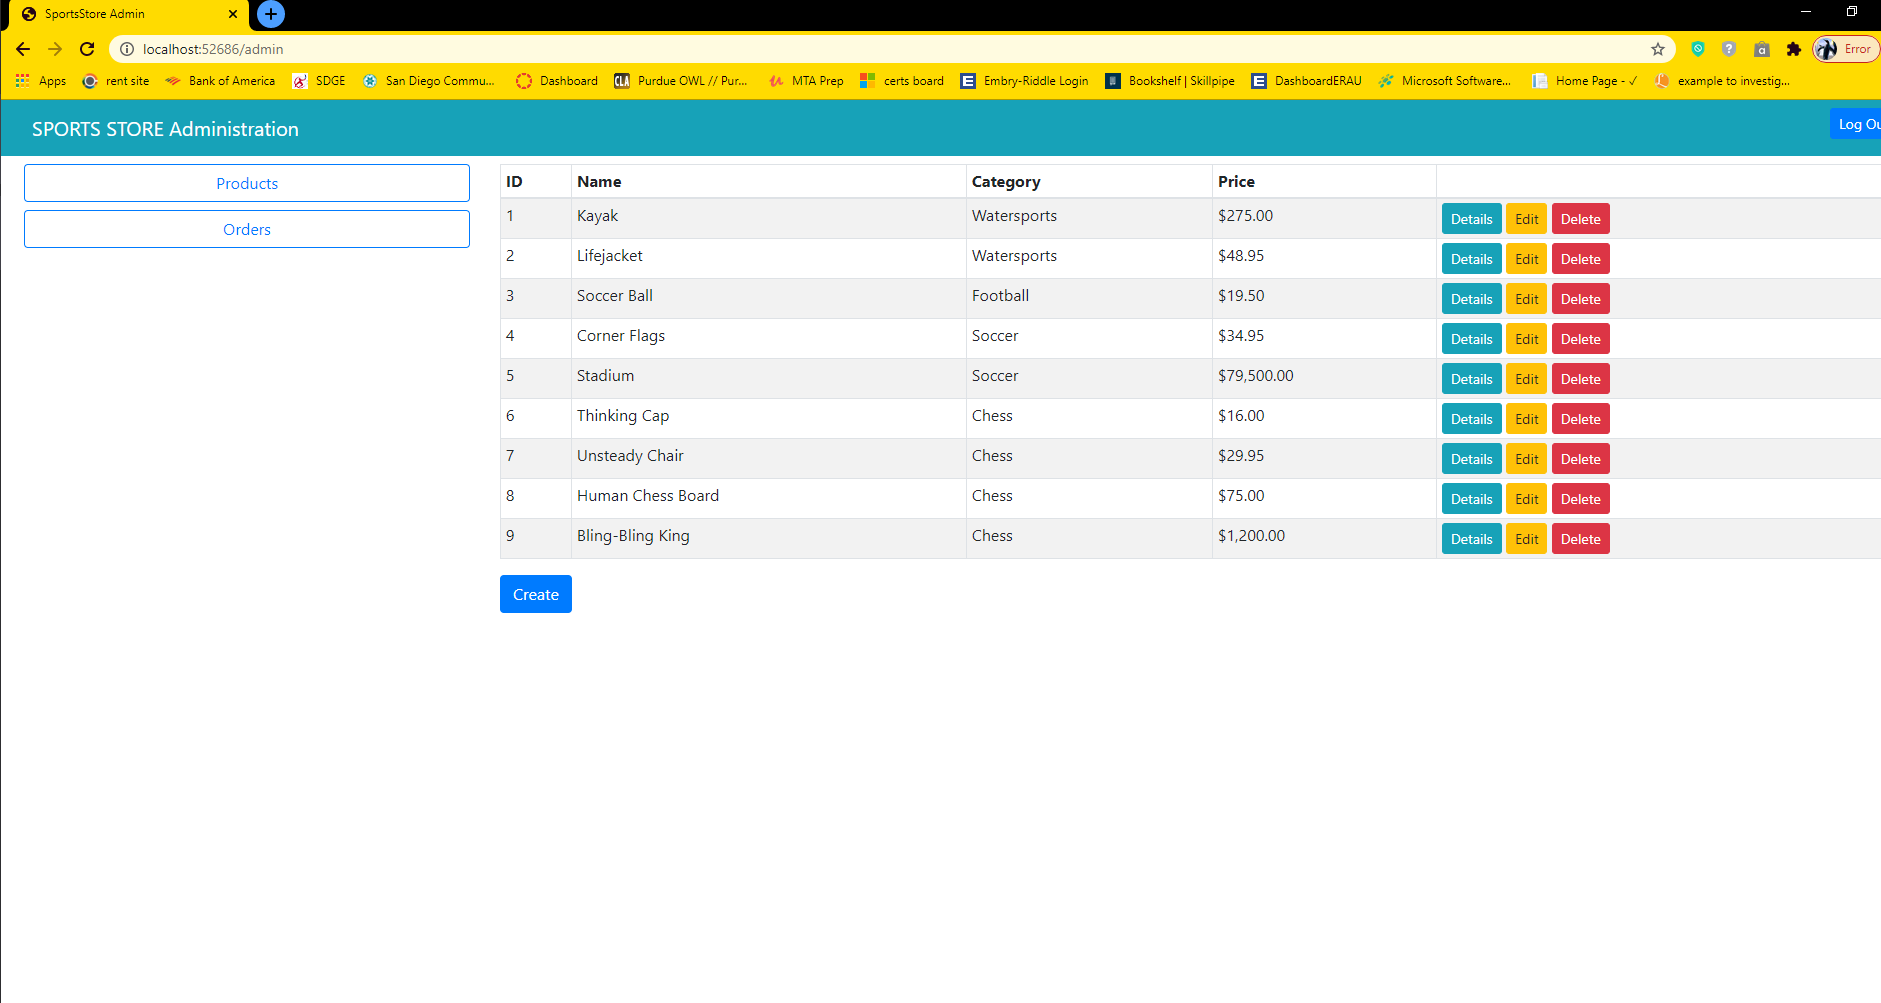 SportsStore Admin
localhost:52686/admin
Error
Apps rent site Bank of America SDGE San Diego Commu... Dashboard CLA Purdue OWL // Pur... MTA Prep certs board E Embry-Riddle Login Bookshelf | Skillpipe E DashboardERAU Microsoft Software... Home Page - ✓ example to investig...
SPORTS STORE Administration
Log Ou
Products
Orders
ID Name Category Price
1 Kayak Watersports $275.00 Details Edit Delete
2 Lifejacket Watersports $48.95 Details Edit Delete
3 Soccer Ball Football $19.50 Details Edit Delete
4 Corner Flags Soccer $34.95 Details Edit Delete
5 Stadium Soccer $79,500.00 Details Edit Delete
6 Thinking Cap Chess $16.00 Details Edit Delete
7 Unsteady Chair Chess $29.95 Details Edit Delete
8 Human Chess Board Chess $75.00 Details Edit Delete
9 Bling-Bling King Chess $1,200.00 Details Edit Delete
Create